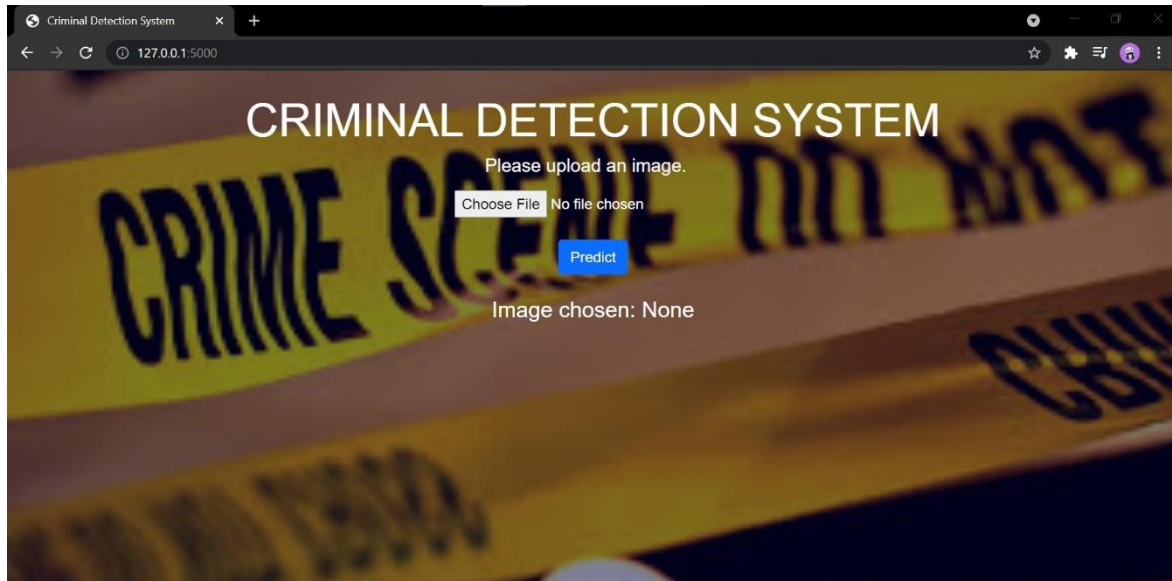 Criminal Detection System
127.0.0.1:5000
CRIMINAL DETECTION SYSTEM
Please upload an image.
Choose File No file chosen
Predict
Image chosen: None
CRIME SCENE DO NOT